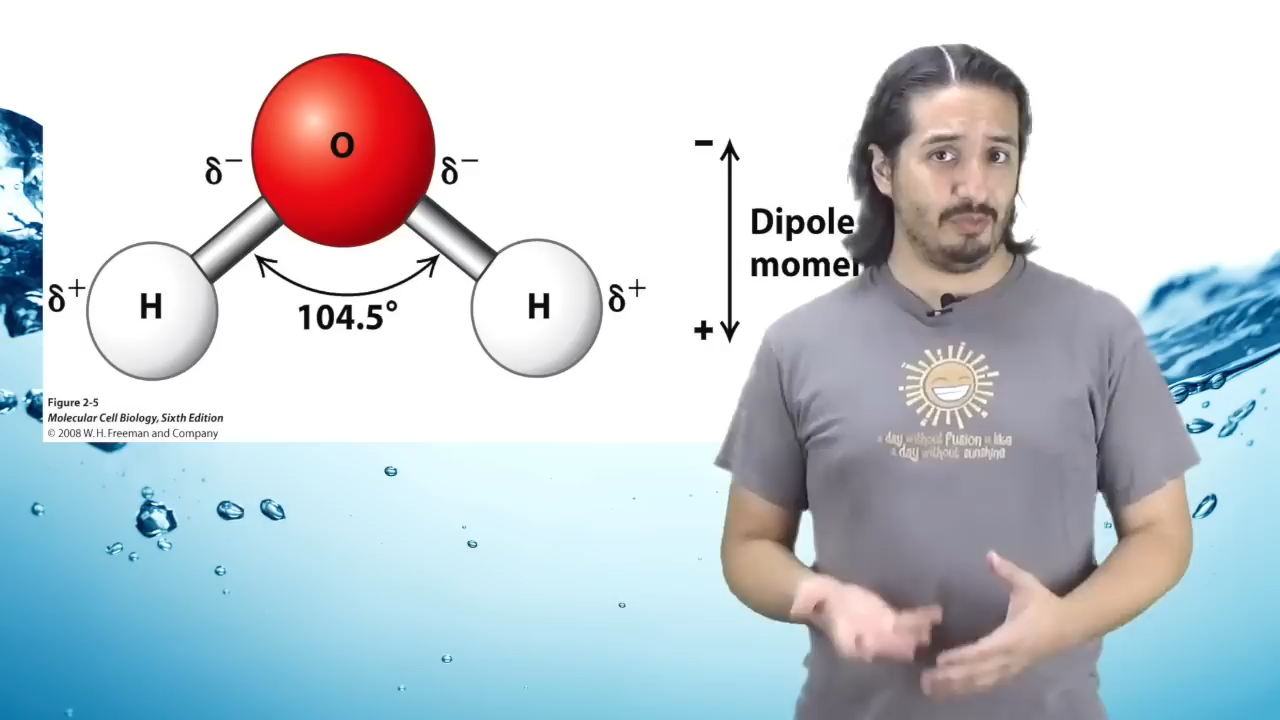 O
δ⁻
δ⁻
δ⁺
H
104.5°
H
δ⁺
-
Dipole
momen
+
Figure 2-5
Molecular Cell Biology, Sixth Edition
© 2008 W. H. Freeman and Company
a day without fusion is like
a day without sunshine